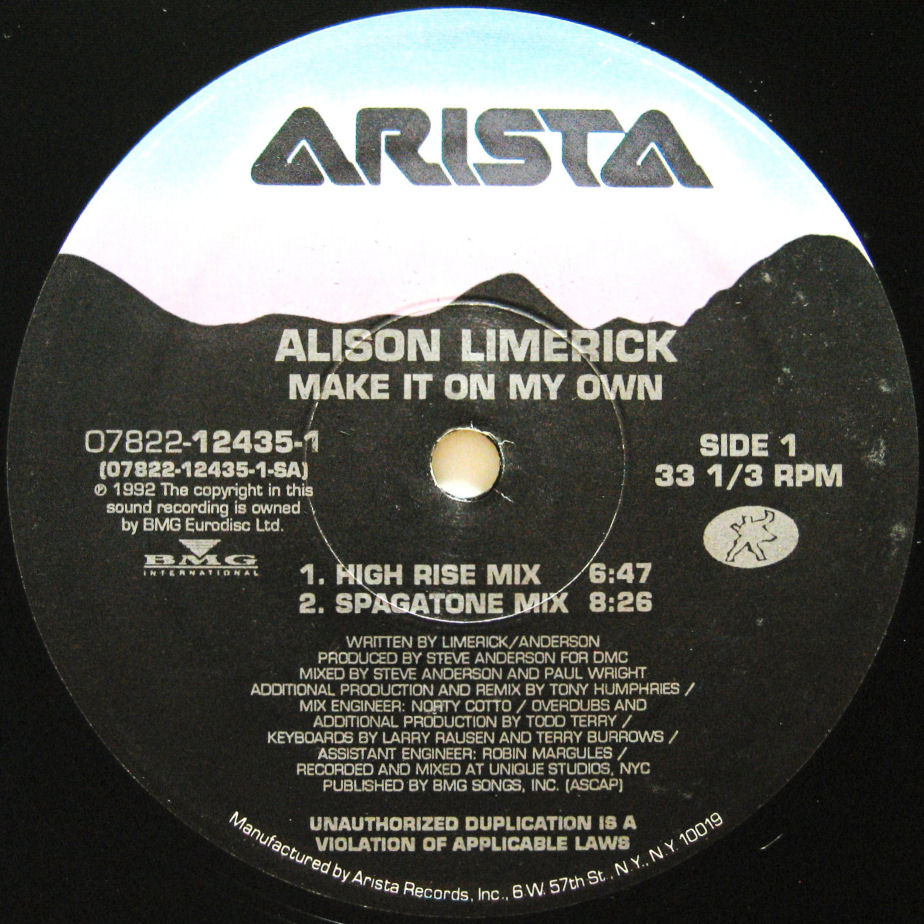 ARISTA
ALISON LIMERICK
MAKE IT ON MY OWN
07822-12435-1
(07822-12435-1-SA)
℗ 1992 The copyright in this
sound recording is owned
by BMG Eurodisc Ltd.
BMG
INTERNATIONAL
SIDE 1
33 1/3 RPM
1. HIGH RISE MIX 6:47
2. SPAGATONE MIX 8:26
WRITTEN BY LIMERICK/ANDERSON
PRODUCED BY STEVE ANDERSON FOR DMC
MIXED BY STEVE ANDERSON AND PAUL WRIGHT
ADDITIONAL PRODUCTION AND REMIX BY TONY HUMPHRIES /
MIX ENGINEER: NORTY COTTO / OVERDUBS AND
ADDITIONAL PRODUCTION BY TODD TERRY /
KEYBOARDS BY LARRY RAUSEN AND TERRY BURROWS /
ASSISTANT ENGINEER: ROBIN MARGULES /
RECORDED AND MIXED AT UNIQUE STUDIOS, NYC
PUBLISHED BY BMG SONGS, INC. (ASCAP)
UNAUTHORIZED DUPLICATION IS A
VIOLATION OF APPLICABLE LAWS
Manufactured by Arista Records, Inc., 6 W. 57th St., N.Y., N.Y. 10019